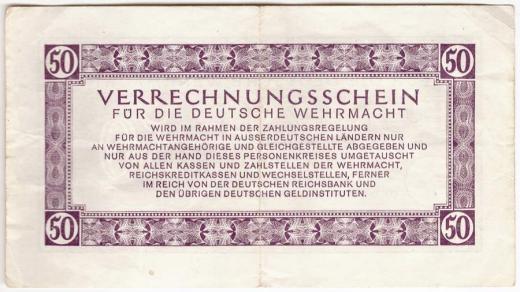 50 50
VERRECHNUNGSSCHEIN
FÜR DIE DEUTSCHE WEHRMACHT
WIRD IM RAHMEN DER ZAHLUNGSREGELUNG
FÜR DIE WEHRMACHT IN AUSSERDEUTSCHEN LÄNDERN NUR
AN WEHRMACHTANGEHÖRIGE UND GLEICHGESTELLTE ABGEGEBEN UND
NUR AUS DER HAND DIESES PERSONENKREISES UMGETAUSCHT
VON ALLEN KASSEN UND ZAHLSTELLEN DER WEHRMACHT,
REICHSKREDITKASSEN UND WECHSELSTELLEN, FERNER
IM REICH VON DER DEUTSCHEN REICHSBANK UND
DEN ÜBRIGEN DEUTSCHEN GELDINSTITUTEN.
50 50